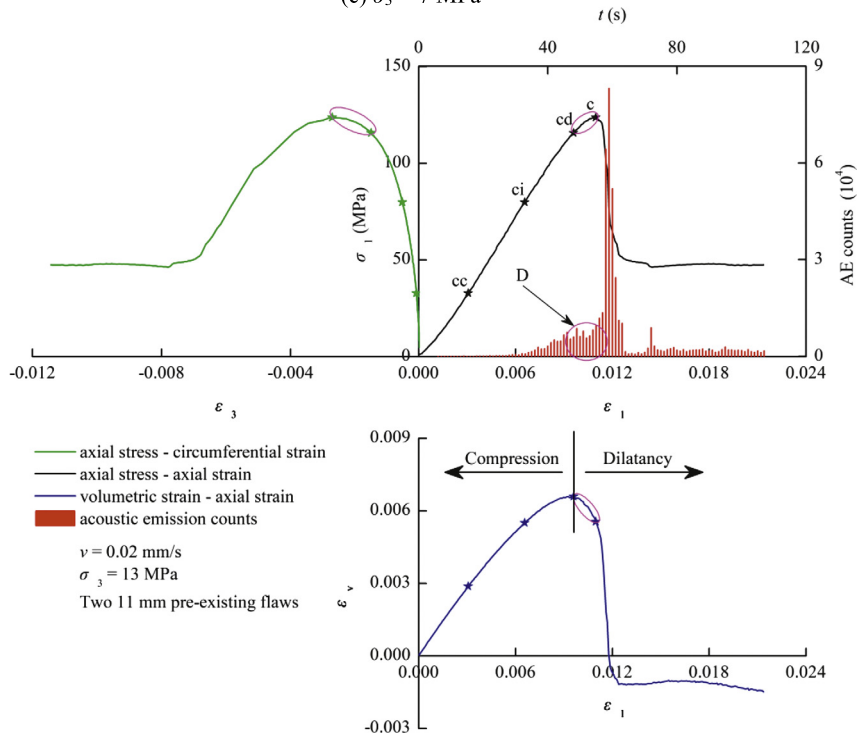 (c) σ₃ = 7 MPa
t (s)
0 40 80 120
150 9
c
cd
100 6
ci
σ ₁ (MPa)
AE counts (10⁴)
50 3
cc
D
0 0
-0.012 -0.008 -0.004 0.000 0.006 0.012 0.018 0.024
ε ₃ ε ₁
0.009
axial stress - circumferential strain
Compression Dilatancy
axial stress - axial strain
volumetric strain - axial strain
0.006
acoustic emission counts
v = 0.02 mm/s
σ ₃ = 13 MPa
0.003
Two 11 mm pre-existing flaws
ε ᵥ
0.000
0.000 0.006 0.012 0.018 0.024
ε ₁
-0.003